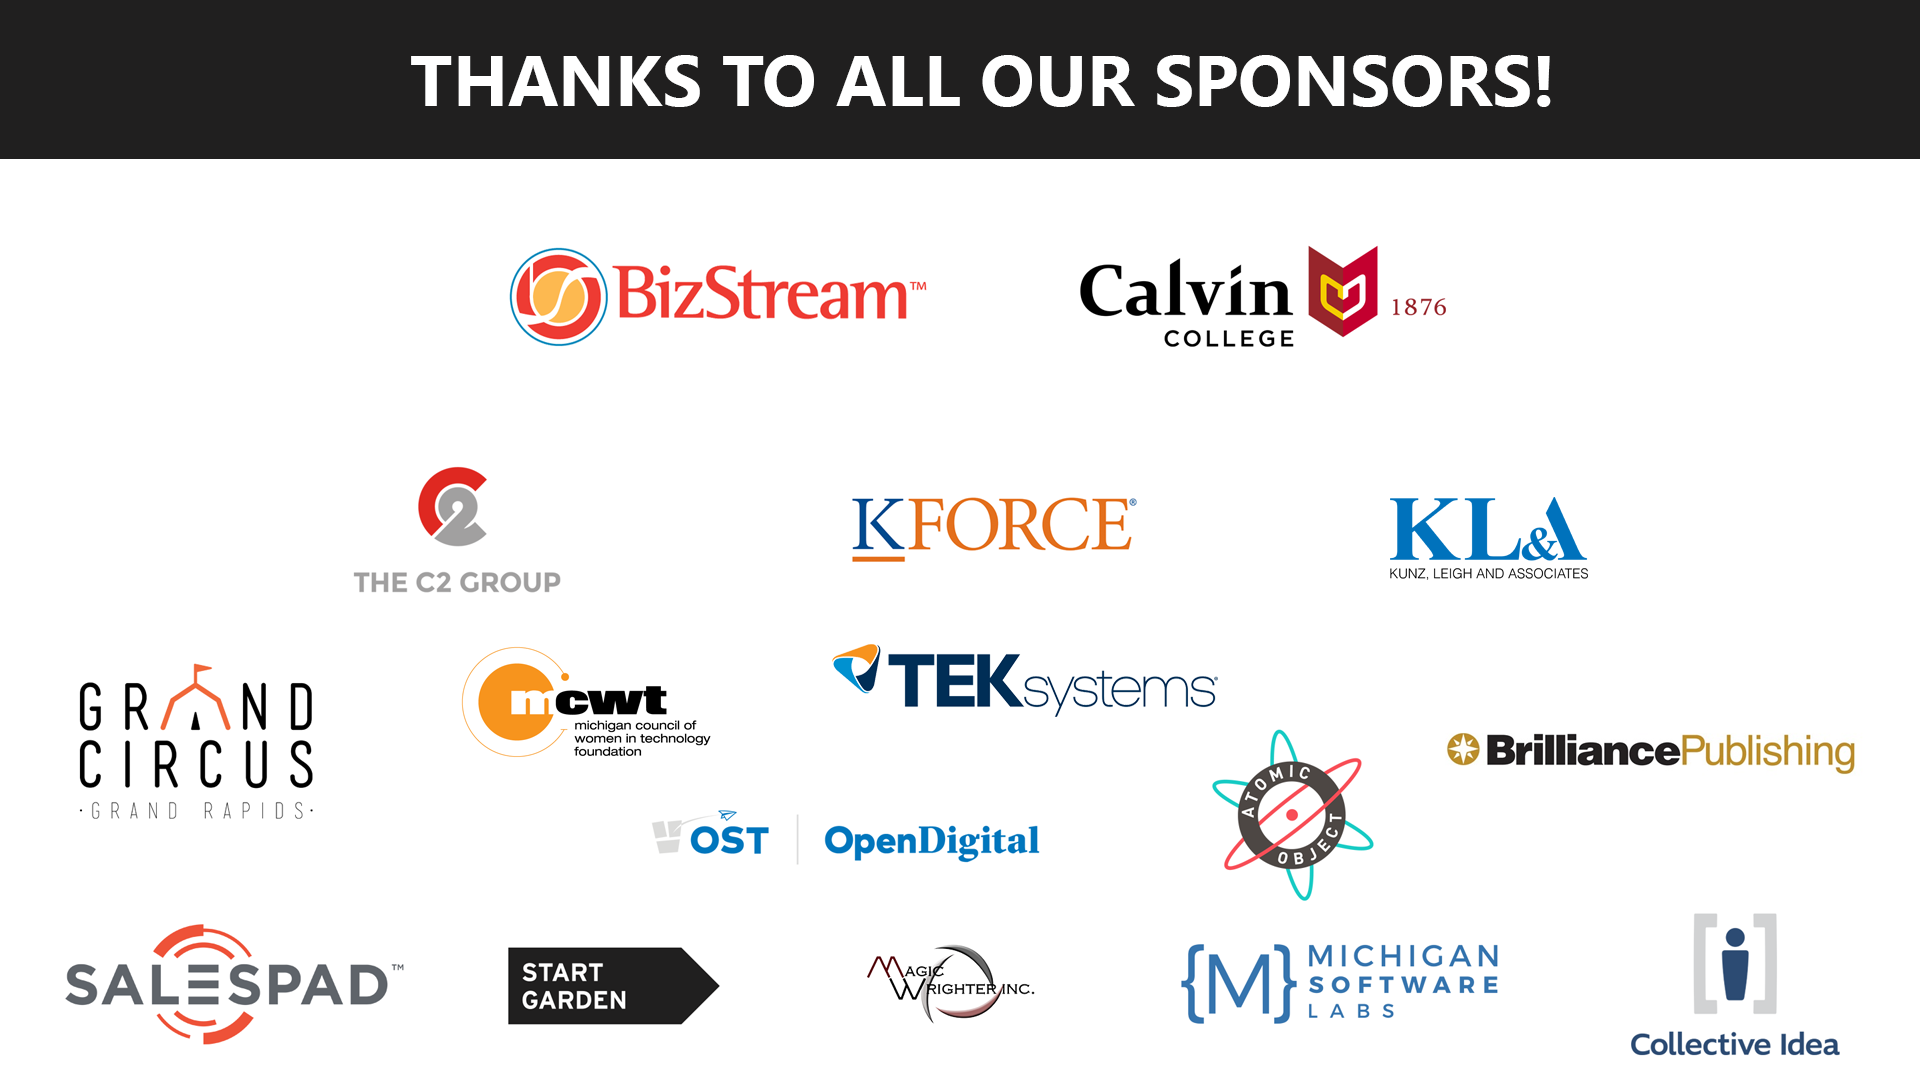 THANKS TO ALL OUR SPONSORS!
BizStream™
Calvin
COLLEGE
1876
C2
THE C2 GROUP
KFORCE®
KL&A
KUNZ, LEIGH AND ASSOCIATES
GRAND
CIRCUS
·GRAND RAPIDS·
mcwt
michigan council of
women in technology
foundation
TEKsystems®
BrilliancePublishing
ATOMIC
OBJECT
OST
OpenDigital
SALESPAD™
START
GARDEN
MAGIC
WRIGHTER, INC.
{M}
MICHIGAN
SOFTWARE
LABS
[i]
Collective Idea